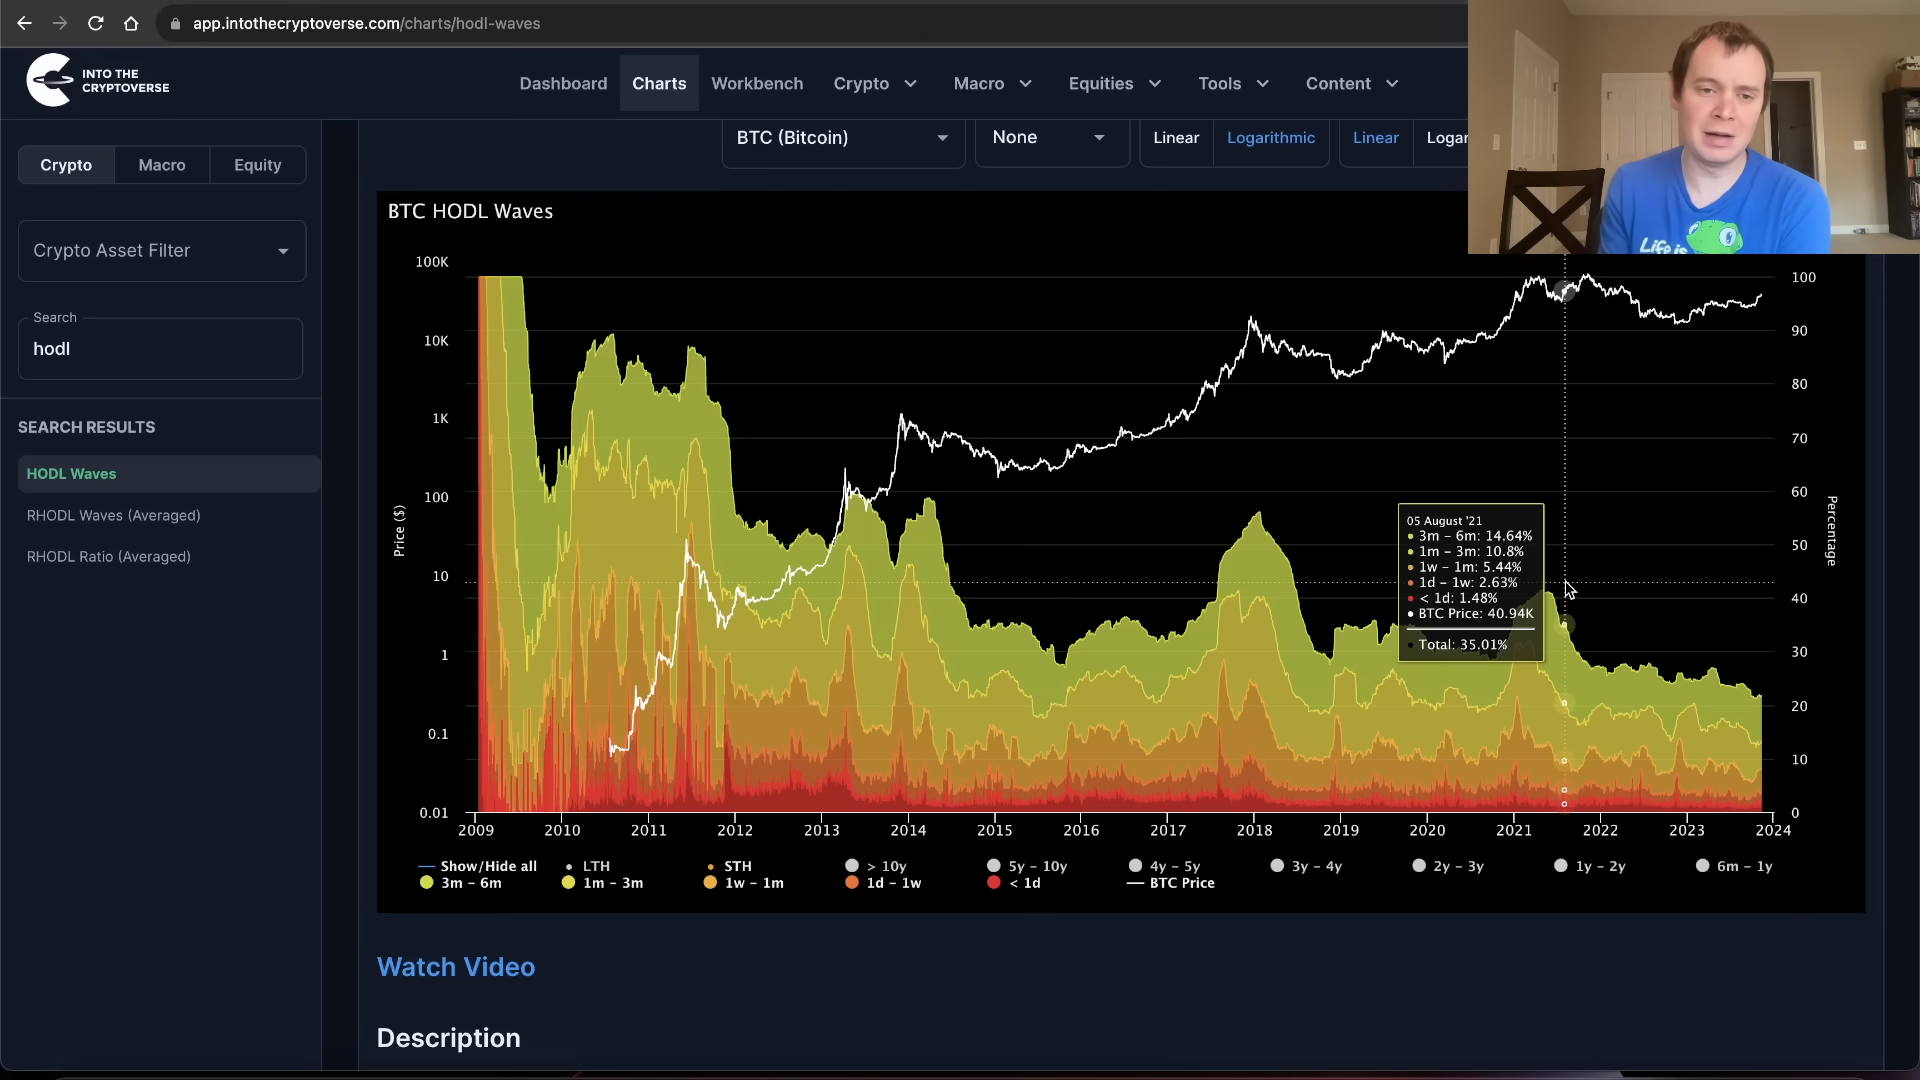 app.intothecryptoverse.com/charts/hodl-waves
INTO THE
CRYPTOVERSE
Dashboard Charts Workbench Crypto Macro Equities Tools Content
BTC (Bitcoin) None Linear Logarithmic Linear Logar
Crypto Macro Equity
Crypto Asset Filter
Search
hodl
SEARCH RESULTS
HODL Waves
RHODL Waves (Averaged)
RHODL Ratio (Averaged)
BTC HODL Waves
Life is
100K
10K
1K
100
10
1
0.1
0.01
Price ($)
100
90
80
70
60
50
40
30
20
10
0
Percentage
05 August '21
3m – 6m: 14.64%
1m – 3m: 10.8%
1w – 1m: 5.44%
1d – 1w: 2.63%
< 1d: 1.48%
BTC Price: 40.94K
Total: 35.01%
2009 2010 2011 2012 2013 2014 2015 2016 2017 2018 2019 2020 2021 2022 2023 2024
Show/Hide all LTH STH > 10y 5y – 10y 4y – 5y 3y – 4y 2y – 3y 1y – 2y 6m – 1y
3m – 6m 1m – 3m 1w – 1m 1d – 1w < 1d BTC Price
Watch Video
Description